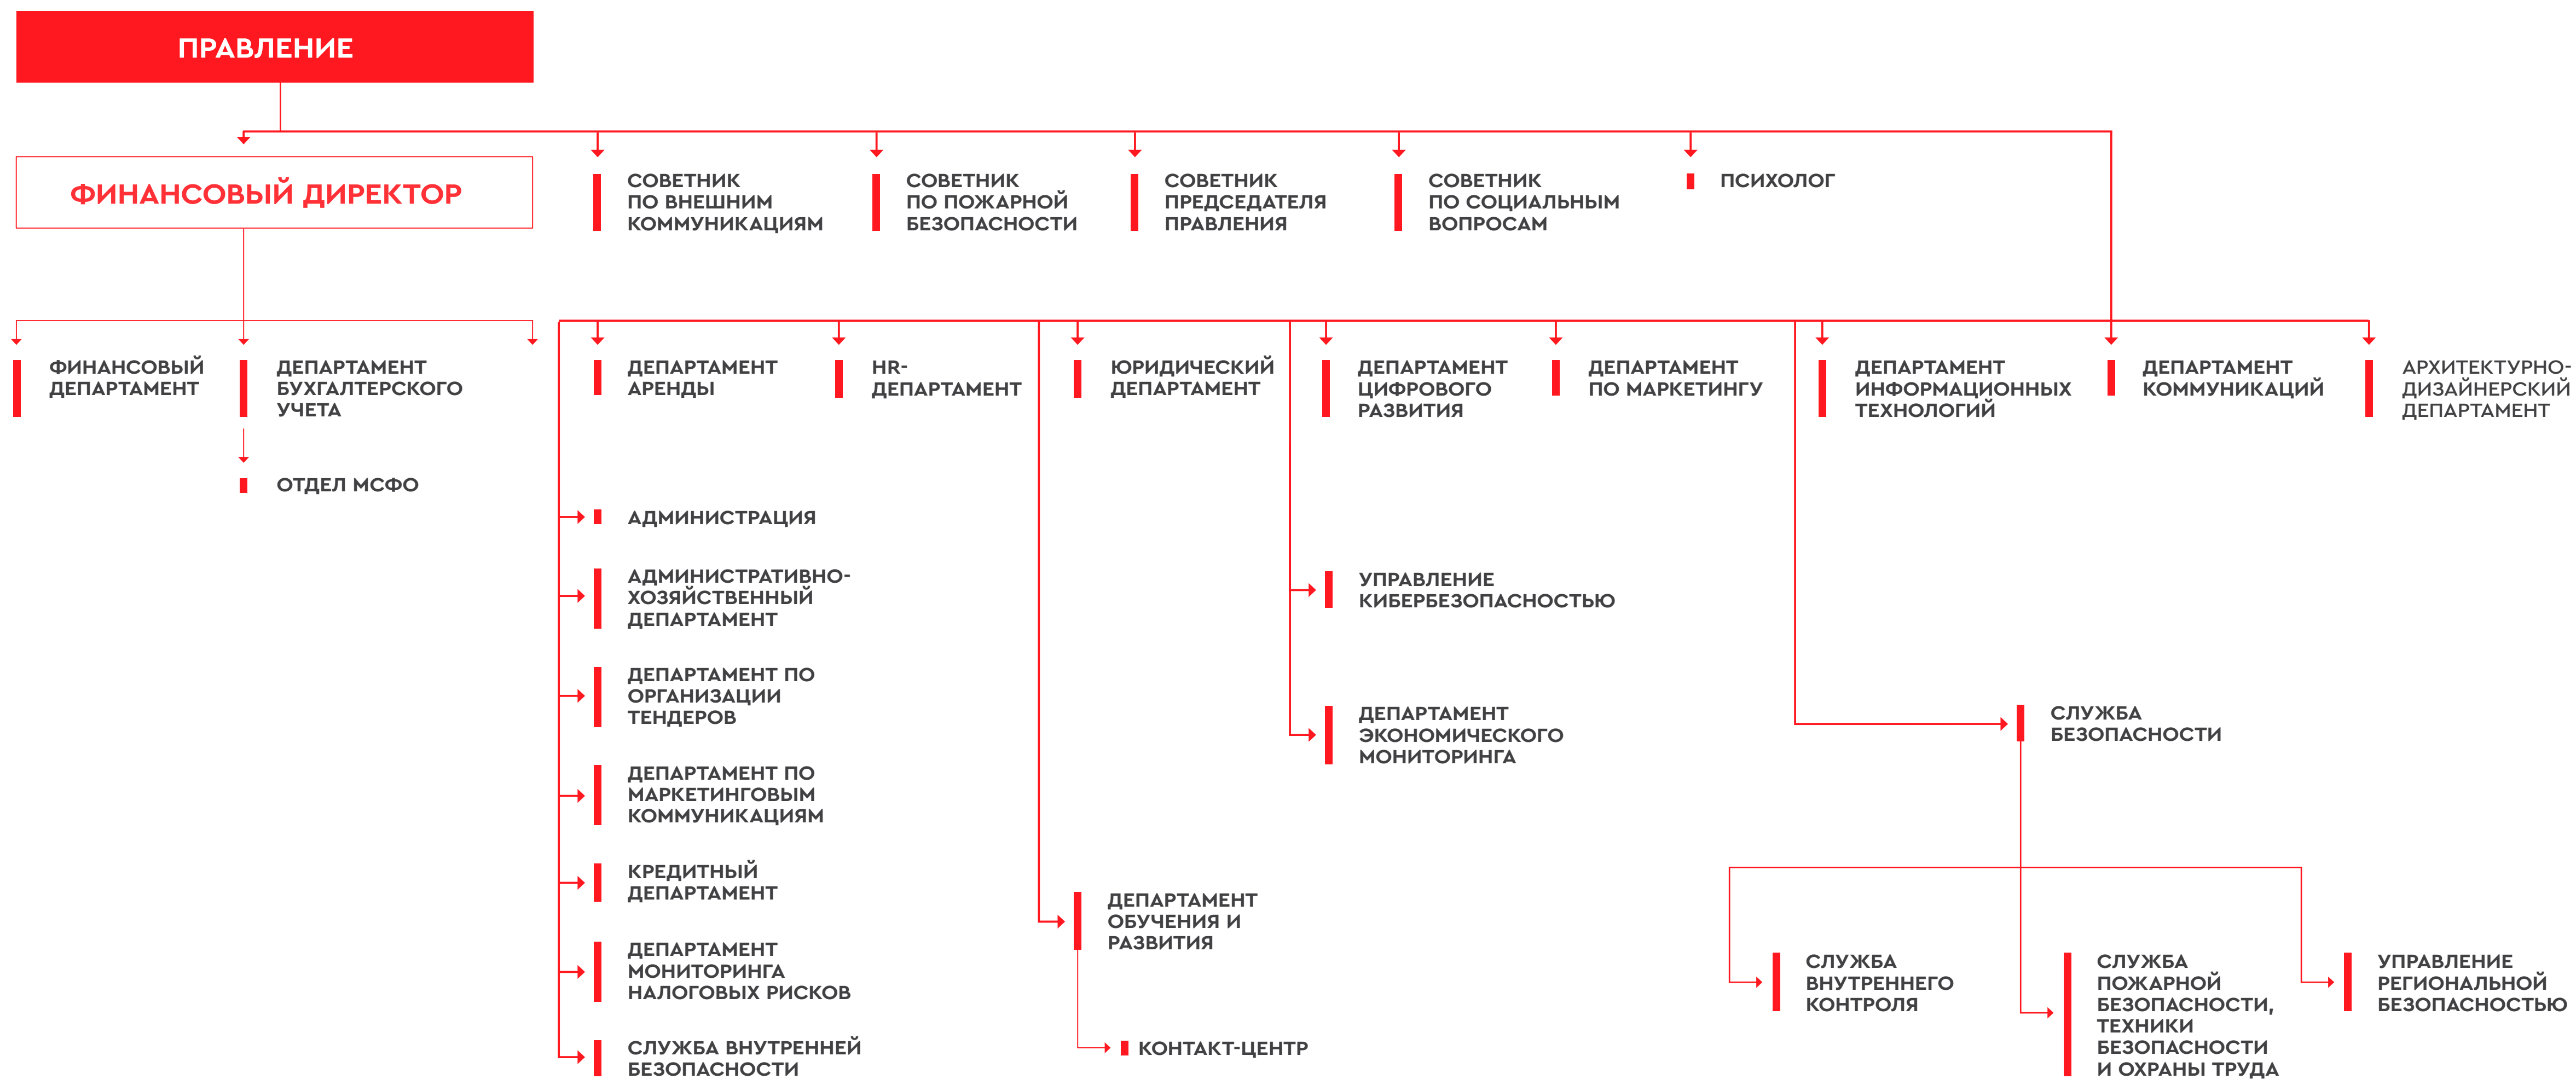 ПРАВЛЕНИЕ
ФИНАНСОВЫЙ ДИРЕКТОР
СОВЕТНИК
ПО ВНЕШНИМ
КОММУНИКАЦИЯМ
СОВЕТНИК
ПО ПОЖАРНОЙ
БЕЗОПАСНОСТИ
СОВЕТНИК
ПРЕДСЕДАТЕЛЯ
ПРАВЛЕНИЯ
СОВЕТНИК
ПО СОЦИАЛЬНЫМ
ВОПРОСАМ
ПСИХОЛОГ
ФИНАНСОВЫЙ
ДЕПАРТАМЕНТ
ДЕПАРТАМЕНТ
БУХГАЛТЕРСКОГО
УЧЕТА
ОТДЕЛ МСФО
ДЕПАРТАМЕНТ
АРЕНДЫ
HR-
ДЕПАРТАМЕНТ
ЮРИДИЧЕСКИЙ
ДЕПАРТАМЕНТ
ДЕПАРТАМЕНТ
ЦИФРОВОГО
РАЗВИТИЯ
ДЕПАРТАМЕНТ
ПО МАРКЕТИНГУ
ДЕПАРТАМЕНТ
ИНФОРМАЦИОННЫХ
ТЕХНОЛОГИЙ
ДЕПАРТАМЕНТ
КОММУНИКАЦИЙ
АРХИТЕКТУРНО-
ДИЗАЙНЕРСКИЙ
ДЕПАРТАМЕНТ
АДМИНИСТРАЦИЯ
АДМИНИСТРАТИВНО-
ХОЗЯЙСТВЕННЫЙ
ДЕПАРТАМЕНТ
ДЕПАРТАМЕНТ ПО
ОРГАНИЗАЦИИ
ТЕНДЕРОВ
ДЕПАРТАМЕНТ ПО
МАРКЕТИНГОВЫМ
КОММУНИКАЦИЯМ
КРЕДИТНЫЙ
ДЕПАРТАМЕНТ
ДЕПАРТАМЕНТ
МОНИТОРИНГА
НАЛОГОВЫХ РИСКОВ
СЛУЖБА ВНУТРЕННЕЙ
БЕЗОПАСНОСТИ
ДЕПАРТАМЕНТ
ОБУЧЕНИЯ И
РАЗВИТИЯ
КОНТАКТ-ЦЕНТР
УПРАВЛЕНИЕ
КИБЕРБЕЗОПАСНОСТЬЮ
ДЕПАРТАМЕНТ
ЭКОНОМИЧЕСКОГО
МОНИТОРИНГА
СЛУЖБА
БЕЗОПАСНОСТИ
СЛУЖБА
ВНУТРЕННЕГО
КОНТРОЛЯ
СЛУЖБА
ПОЖАРНОЙ
БЕЗОПАСНОСТИ,
ТЕХНИКИ
БЕЗОПАСНОСТИ
И ОХРАНЫ ТРУДА
УПРАВЛЕНИЕ
РЕГИОНАЛЬНОЙ
БЕЗОПАСНОСТЬЮ